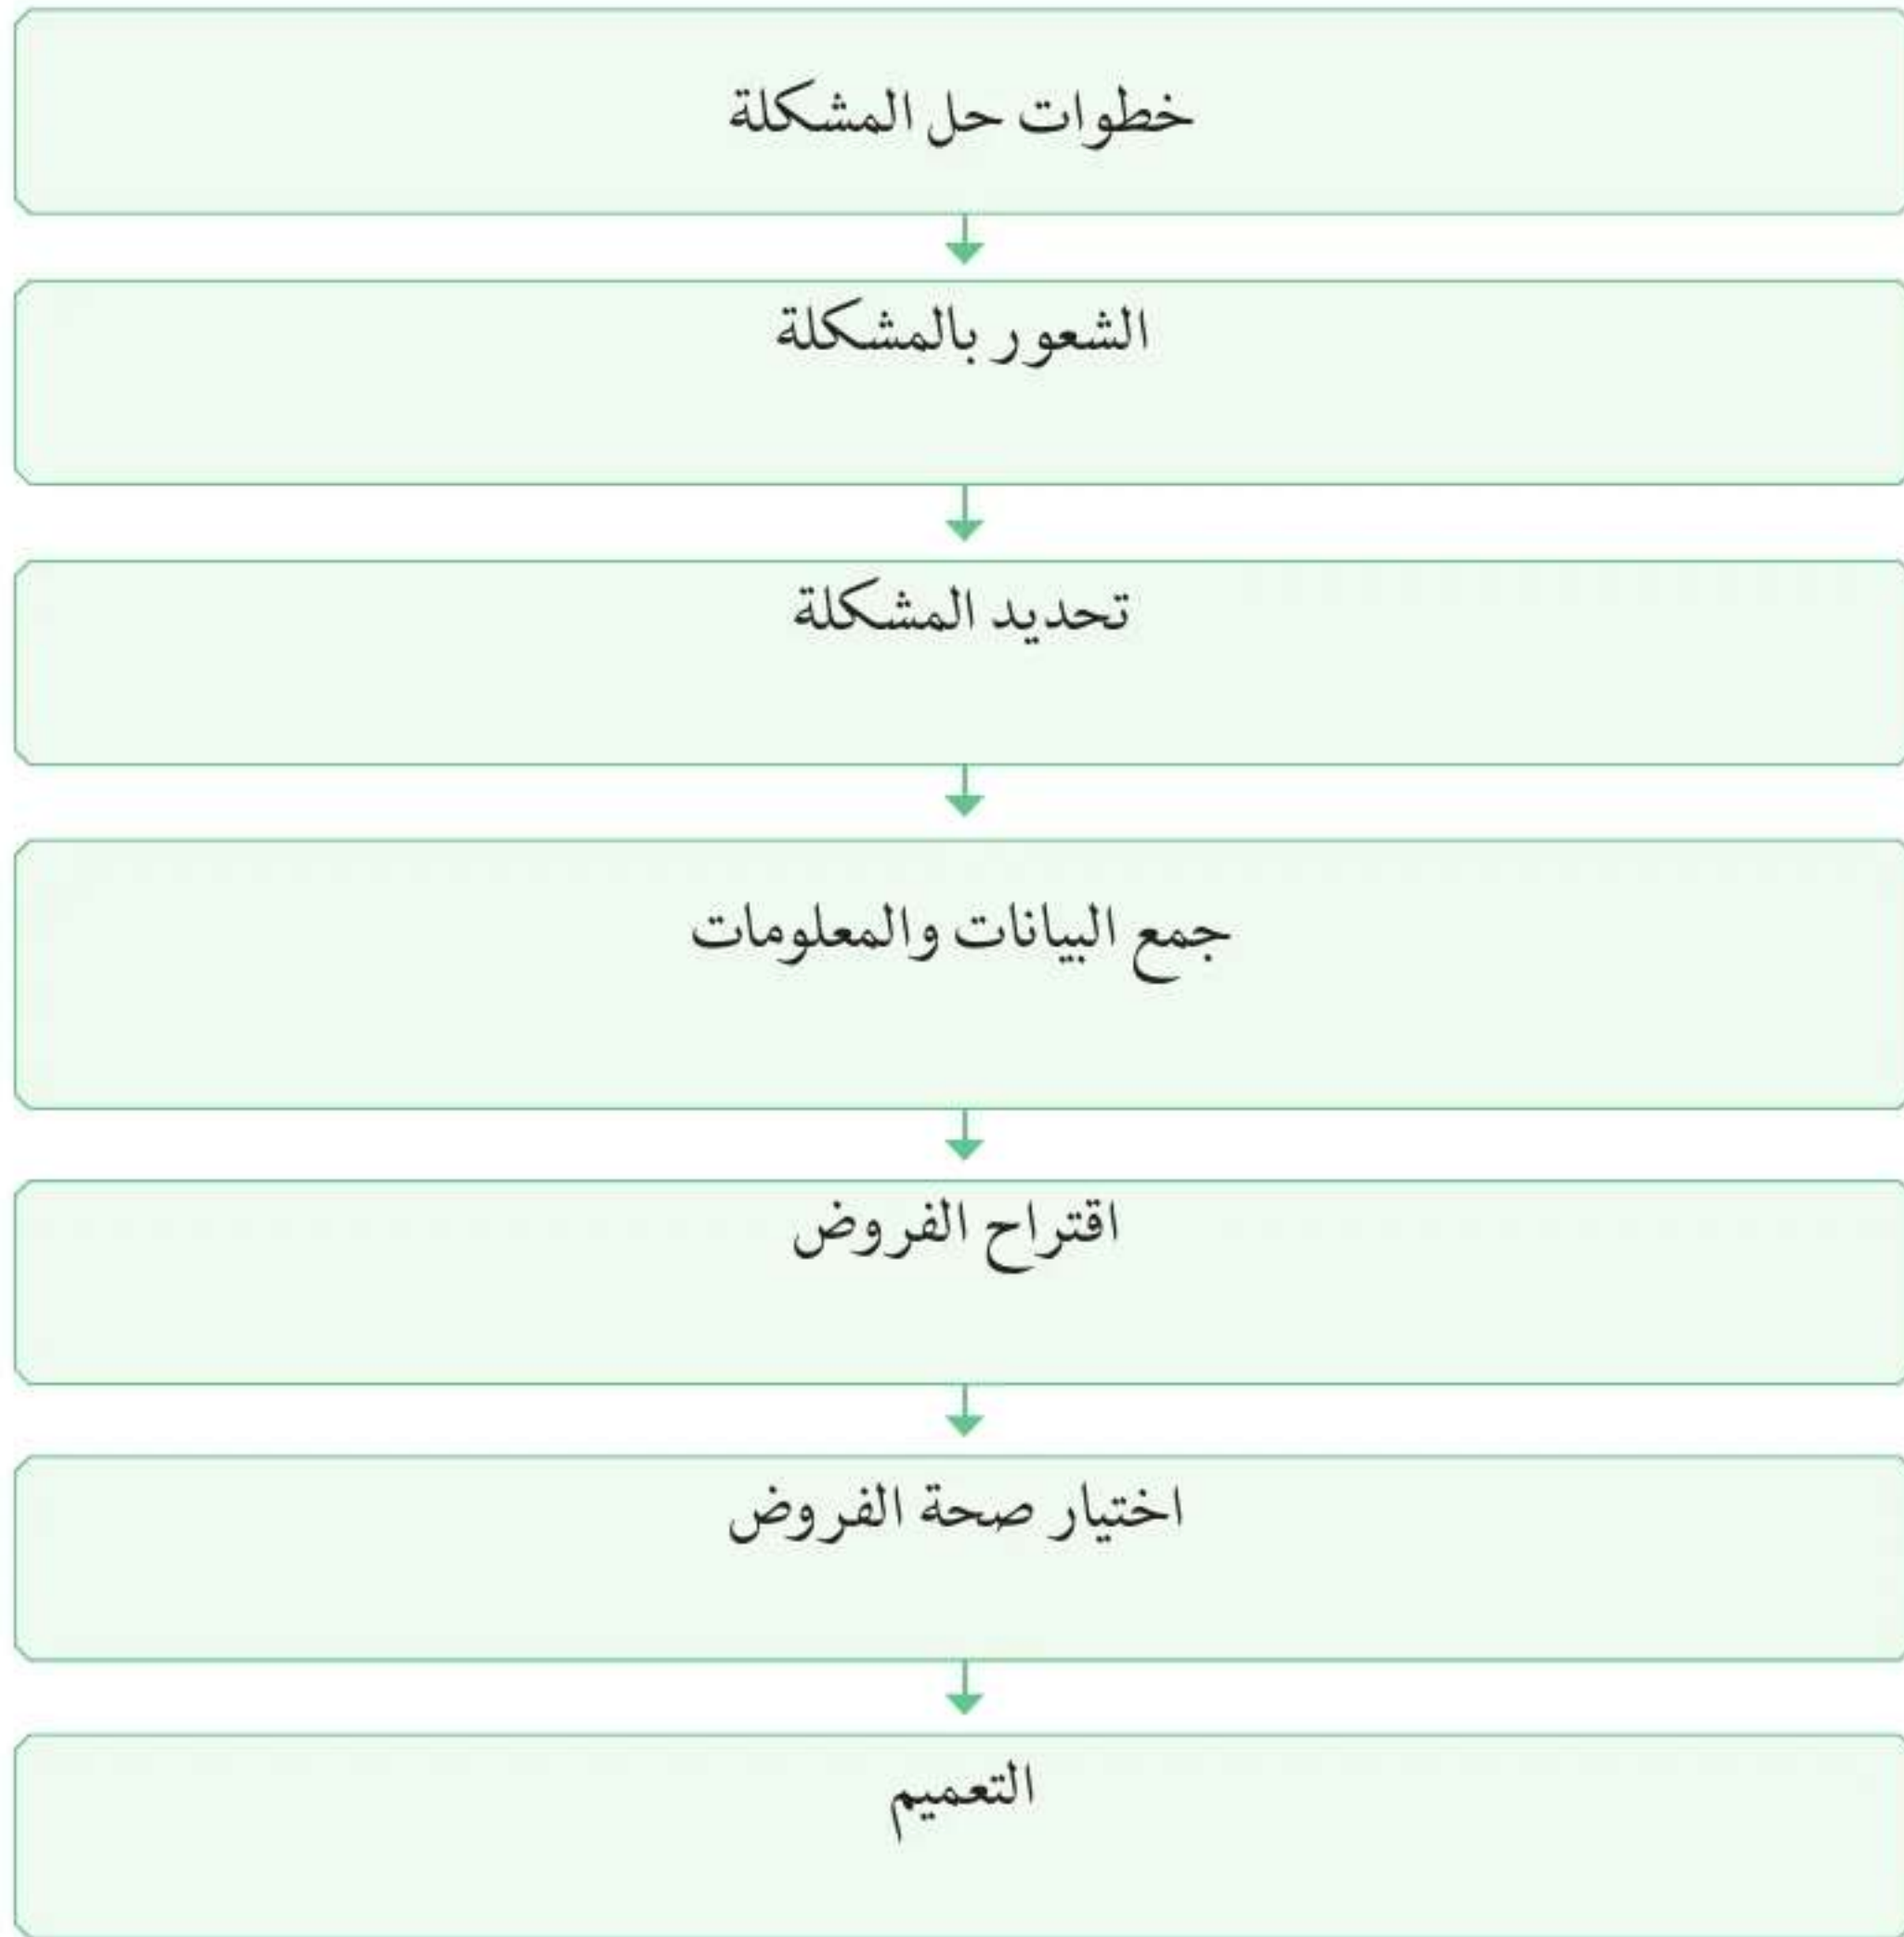 خطوات حل المشكلة
الشعور بالمشكلة
تحديد المشكلة
جمع البيانات والمعلومات
اقتراح الفروض
اختيار صحة الفروض
التعميم